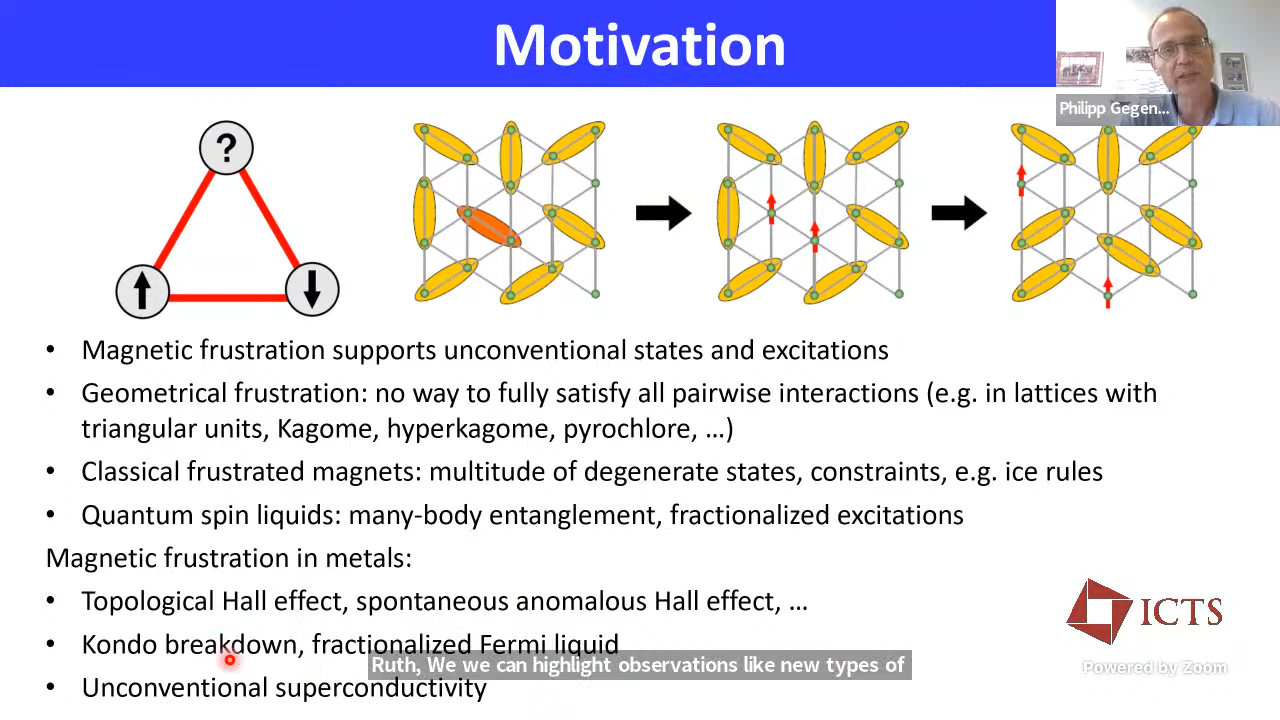 Motivation
Philipp Gegen...
?
• Magnetic frustration supports unconventional states and excitations
• Geometrical frustration: no way to fully satisfy all pairwise interactions (e.g. in lattices with
triangular units, Kagome, hyperkagome, pyrochlore, …)
• Classical frustrated magnets: multitude of degenerate states, constraints, e.g. ice rules
• Quantum spin liquids: many-body entanglement, fractionalized excitations
Magnetic frustration in metals:
• Topological Hall effect, spontaneous anomalous Hall effect, …
• Kondo breakdown, fractionalized Fermi liquid
• Unconventional superconductivity
Ruth, We we can highlight observations like new types of
ICTS
Powered by Zoom